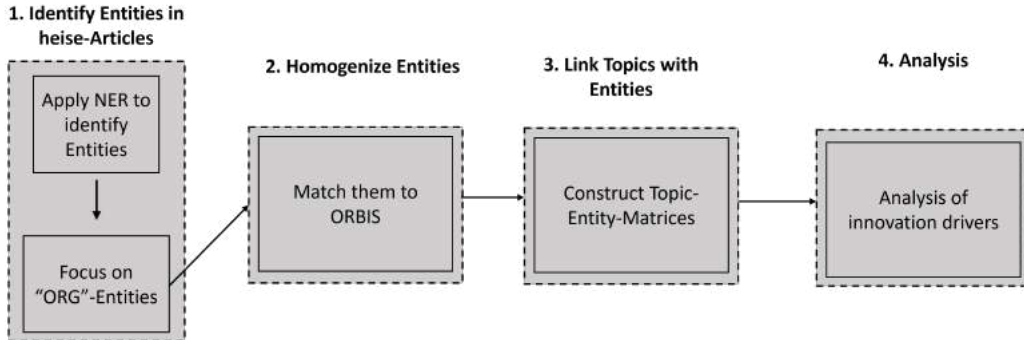 1. Identify Entities in
heise-Articles
Apply NER to
identify
Entities
Focus on
“ORG”-Entities
2. Homogenize Entities
Match them to
ORBIS
3. Link Topics with
Entities
Construct Topic-
Entity-Matrices
4. Analysis
Analysis of
innovation drivers